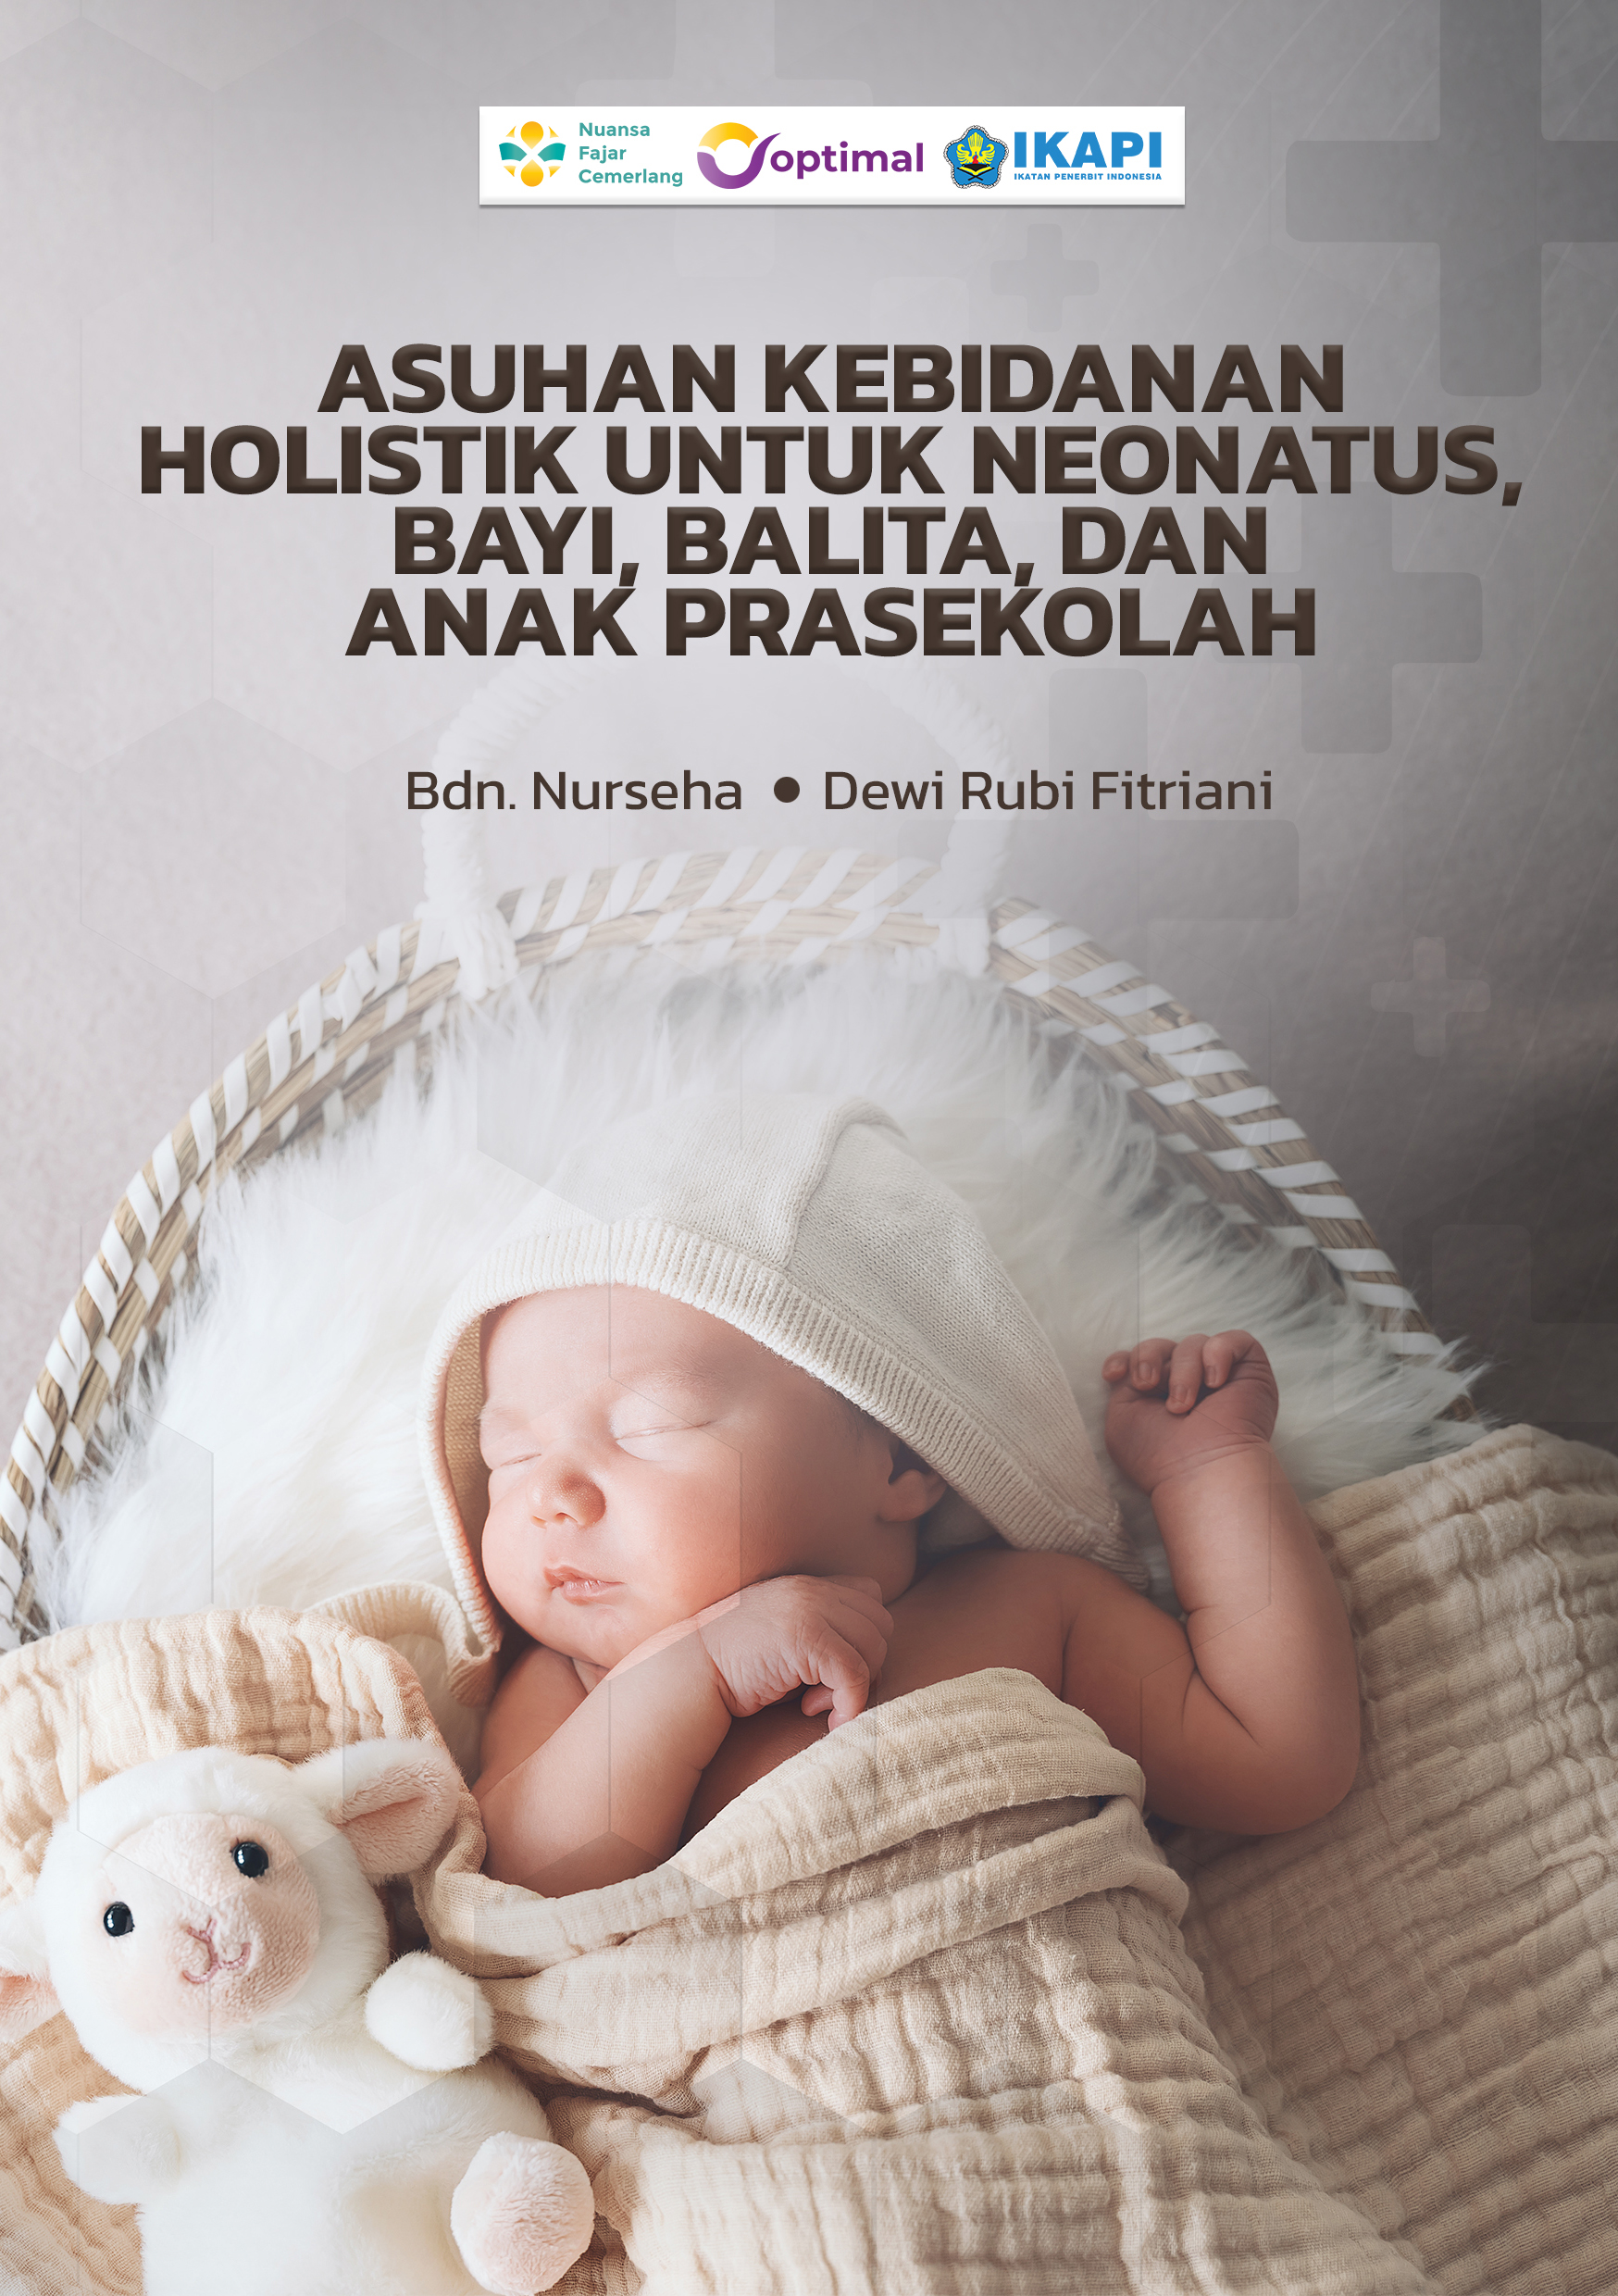 Nuansa
Fajar
Cemerlang
optimal
IKAPI
IKATAN PENERBIT INDONESIA
ASUHAN KEBIDANAN
HOLISTIK UNTUK NEONATUS,
BAYI, BALITA, DAN
ANAK PRASEKOLAH
Bdn. Nurseha • Dewi Rubi Fitriani